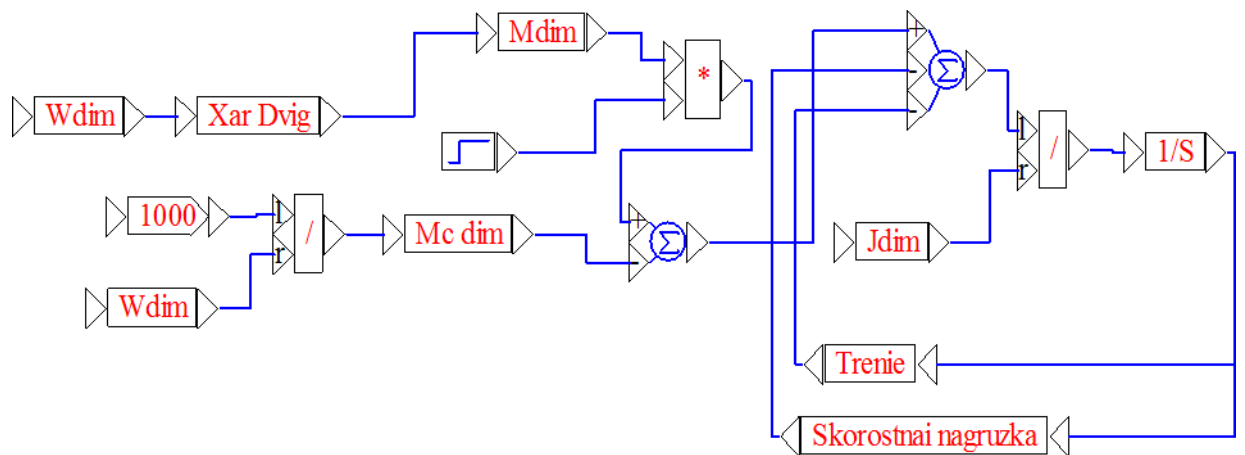 Mdim
+
*
-
Σ
-
Wdim
Xar Dvig
l
/
1/S
r
1000
l
/
Mc dim
+
Σ
-
Jdim
r
Wdim
Trenie
Skorostnai nagruzka